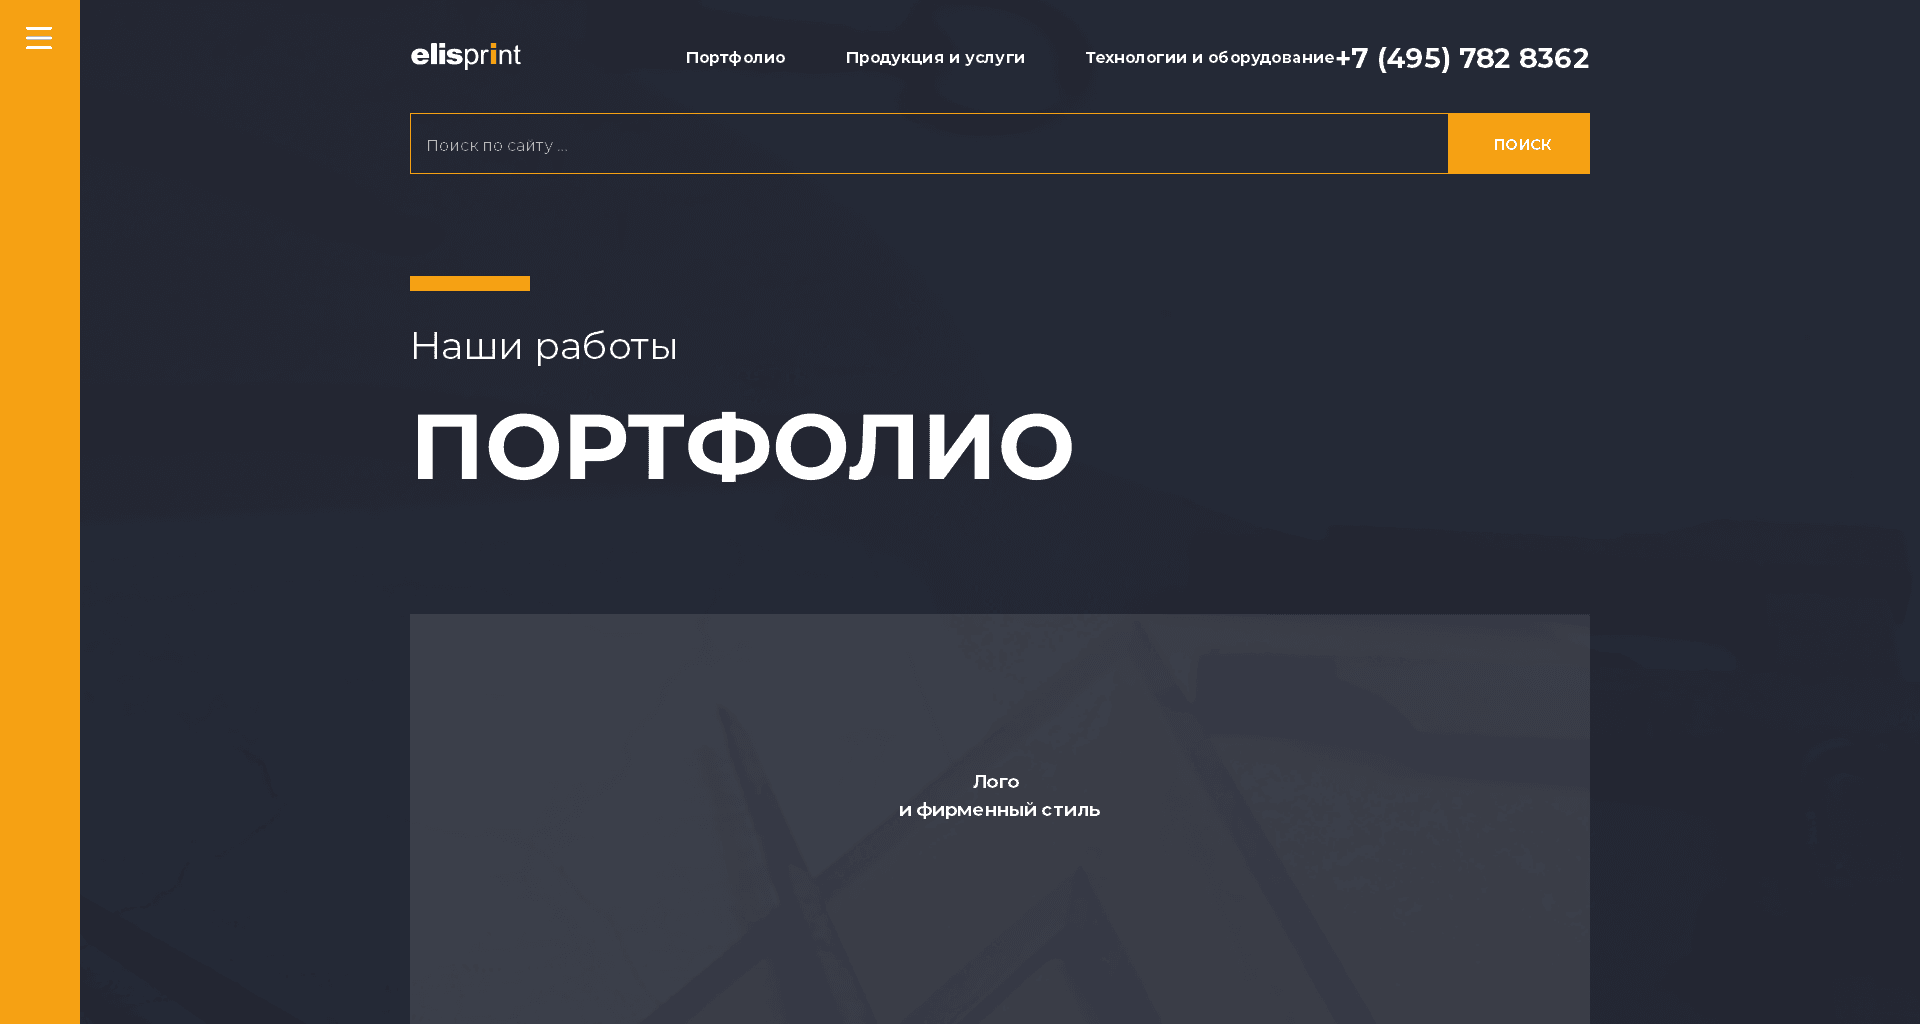 elisprint
Портфолио
Продукция и услуги
Технологии и оборудование
+7 (495) 782 8362
Поиск по сайту ...
ПОИСК
Наши работы
ПОРТФОЛИО
Лого
и фирменный стиль